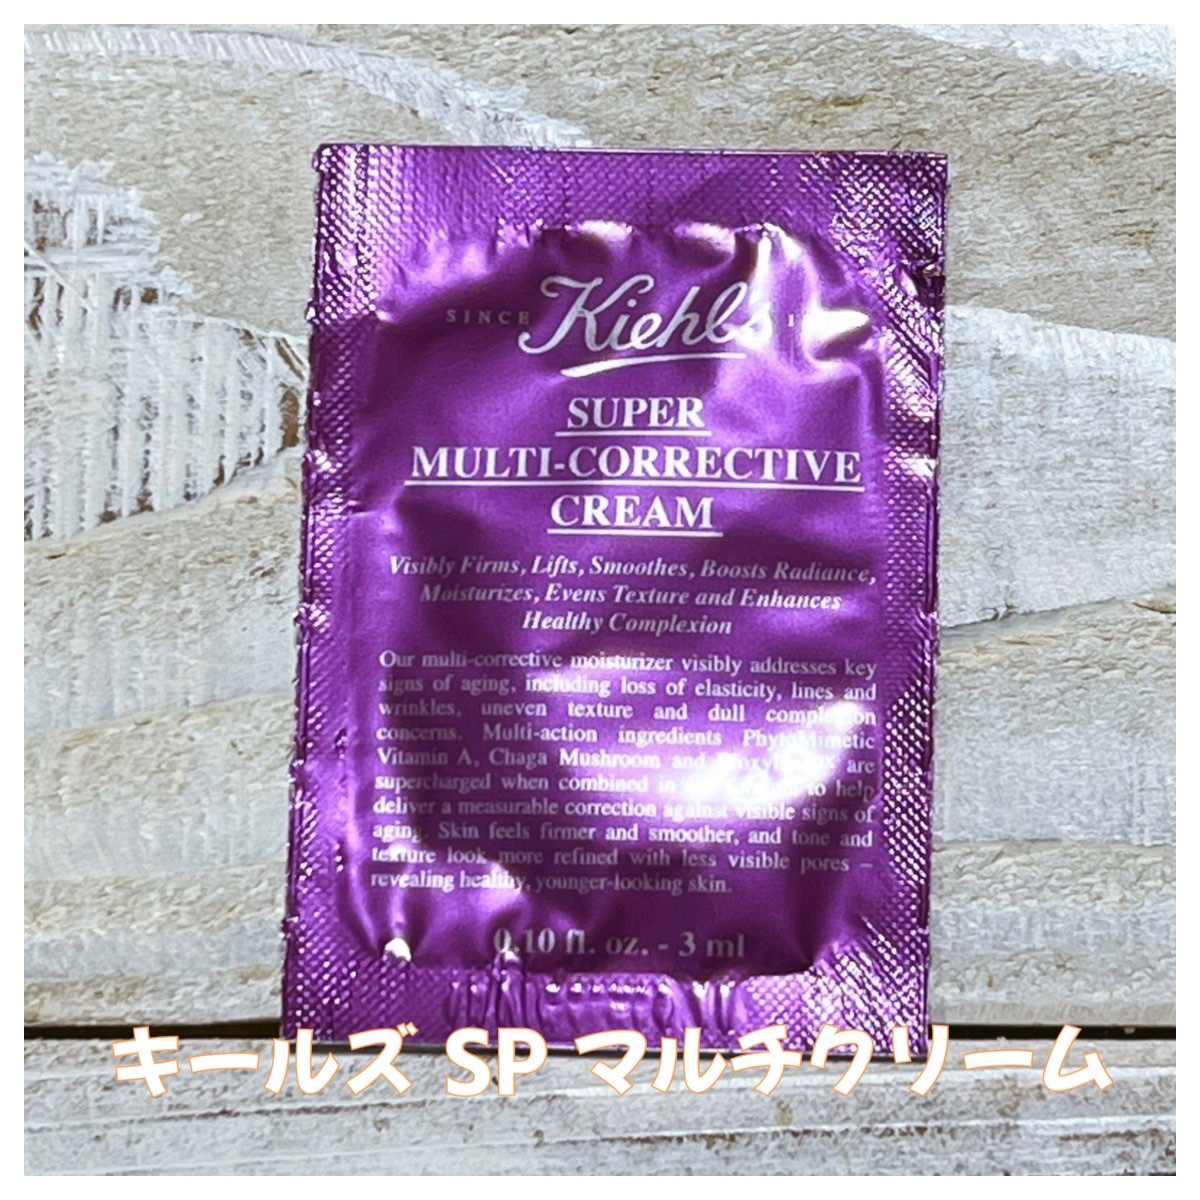 SINCE Kiehl's
SUPER
MULTI-CORRECTIVE
CREAM
Visibly Firms, Lifts, Smoothes, Boosts Radiance,
Moisturizes, Evens Texture and Enhances
Healthy Complexion
Our multi-corrective moisturizer visibly addresses key
signs of aging, including loss of elasticity, lines and
wrinkles, uneven texture and dull complexion
concerns. Multi-action ingredients PhytoMimetic
Vitamin A, Chaga Mushroom and are
supercharged when combined in to help
deliver a measurable correction against visible signs of
aging. Skin feels firmer and smoother, and tone and
texture look more refined with less visible pores –
revealing healthy, younger-looking skin.
0.10 fl. oz. - 3 ml
キールズ SP マルチクリーム